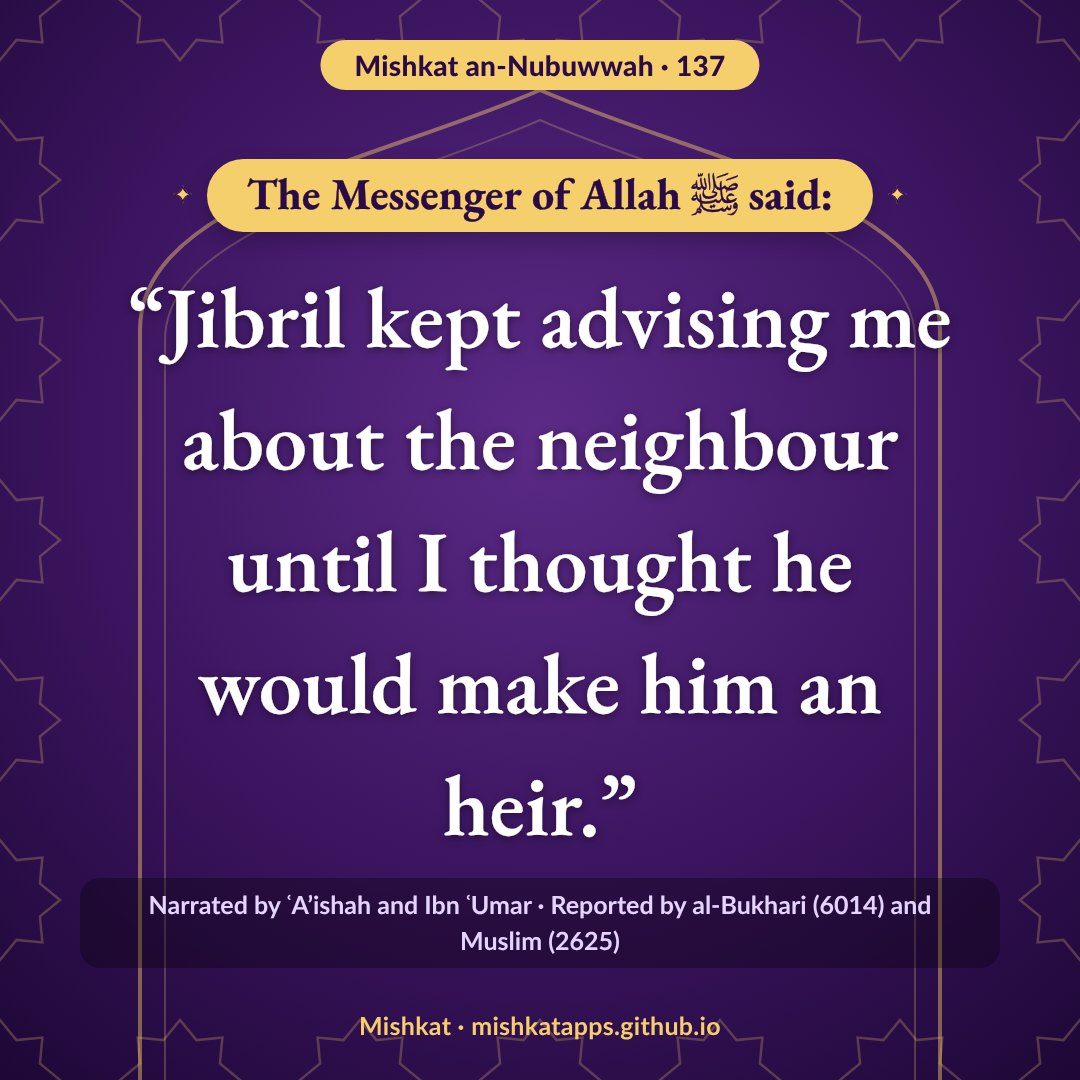 Mishkat an-Nubuwwah · 137
The Messenger of Allah ﷺ said:
“Jibril kept advising me
about the neighbour
until I thought he
would make him an
heir.”
Narrated by ʿA’ishah and Ibn ʿUmar · Reported by al-Bukhari (6014) and
Muslim (2625)
Mishkat · mishkatapps.github.io